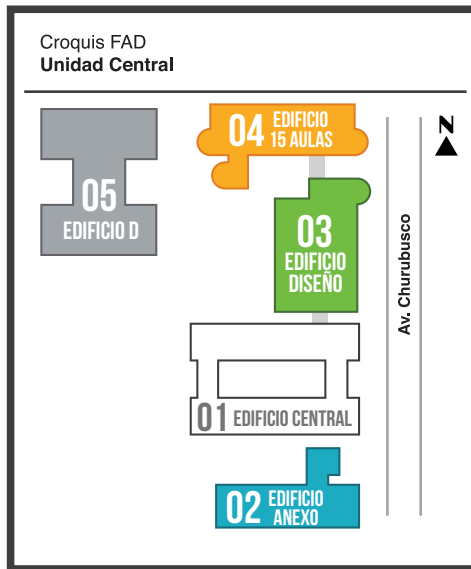 Croquis FAD
Unidad Central
04 EDIFICIO
15 AULAS
N
05
EDIFICIO D
03
EDIFICIO
DISEÑO
Av. Churubusco
01 EDIFICIO CENTRAL
02 EDIFICIO
ANEXO